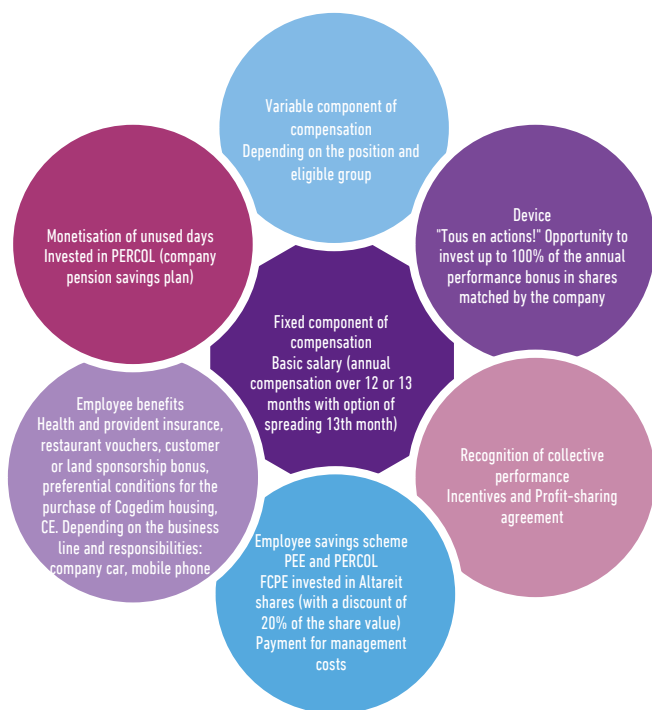 Variable component of
compensation
Depending on the position and
eligible group
Monetisation of unused days
Invested in PERCOL (company
pension savings plan)
Device
"Tous en actions!" Opportunity to
invest up to 100% of the annual
performance bonus in shares
matched by the company
Fixed component of
compensation
Basic salary (annual
compensation over 12 or 13
months with option of
spreading 13th month)
Employee benefits
Health and provident insurance,
restaurant vouchers, customer
or land sponsorship bonus,
preferential conditions for the
purchase of Cogedim housing,
CE. Depending on the business
line and responsibilities:
company car, mobile phone
Recognition of collective
performance
Incentives and Profit-sharing
agreement
Employee savings scheme
PEE and PERCOL
FCPE invested in Altareit
shares (with a discount of
20% of the share value)
Payment for management
costs